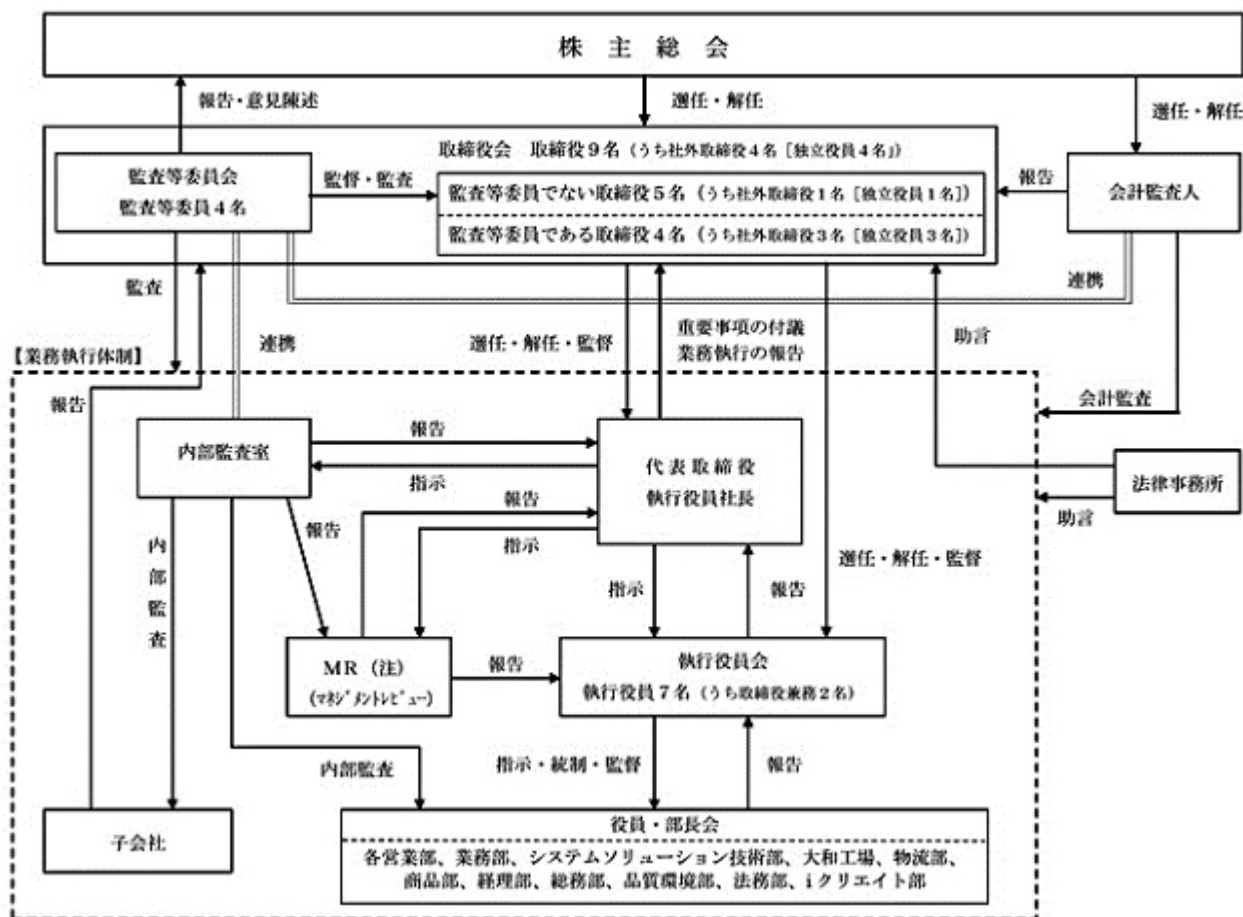 株主総会
報告・意見陳述
選任・解任
選任・解任
取締役会 取締役9名（うち社外取締役4名［独立役員4名］）
監査等委員会
監査等委員4名
監督・監査
監査等委員でない取締役5名（うち社外取締役1名［独立役員1名］）
監査等委員である取締役4名（うち社外取締役3名［独立役員3名］）
報告
会計監査人
監査
連携
連携
選任・解任・監督
重要事項の付議
業務執行の報告
助言
【業務執行体制】
報告
会計監査
内部監査室
報告
指示
代表取締役
執行役員社長
法律事務所
助言
報告
報告
指示
内部監査
指示
報告
選任・解任・監督
MR（注）
（ﾏﾈｼﾞﾒﾝﾄﾚﾋﾞｭｰ）
報告
執行役員会
執行役員7名（うち取締役兼務2名）
内部監査
指示・統制・監督
報告
子会社
役員・部長会
各営業部、業務部、システムソリューション技術部、大和工場、物流部、
商品部、経理部、総務部、品質環境部、法務部、iクリエイト部